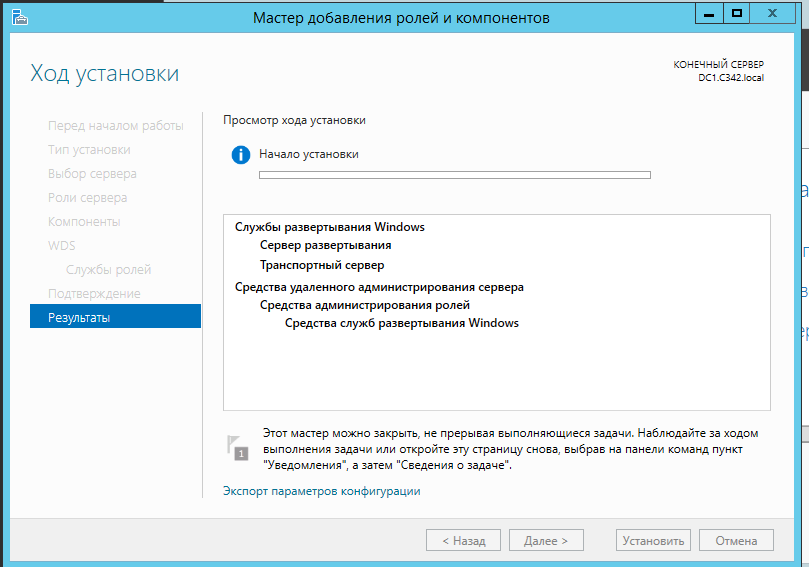 Мастер добавления ролей и компонентов
Ход установки
КОНЕЧНЫЙ СЕРВЕР
DC1.C342.local
Перед началом работы
Тип установки
Выбор сервера
Роли сервера
Компоненты
WDS
Службы ролей
Подтверждение
Результаты
Просмотр хода установки
Начало установки
Службы развертывания Windows
Сервер развертывания
Транспортный сервер
Средства удаленного администрирования сервера
Средства администрирования ролей
Средства служб развертывания Windows
1
Этот мастер можно закрыть, не прерывая выполняющиеся задачи. Наблюдайте за ходом
выполнения задачи или откройте эту страницу снова, выбрав на панели команд пункт
"Уведомления", а затем "Сведения о задаче".
Экспорт параметров конфигурации
< Назад
Далее >
Установить
Отмена